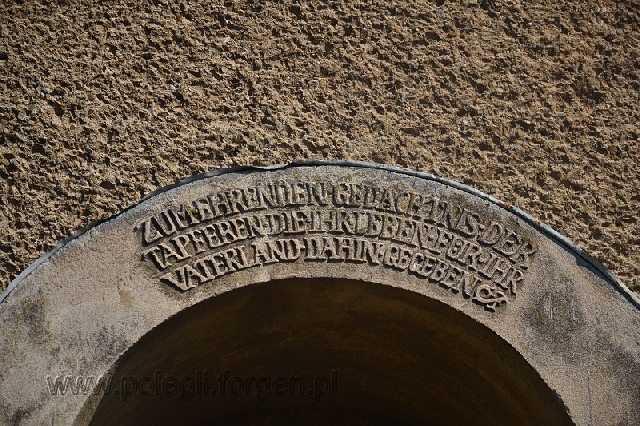 ZUM·EHRENDEN·GEDÄCHTNIS·DER
TAPFEREN·DIE·IHR·LEBEN·FÜR·IHR
VATERLAND·DAHIN·GEGEBEN
www.polegli.forgen.pl